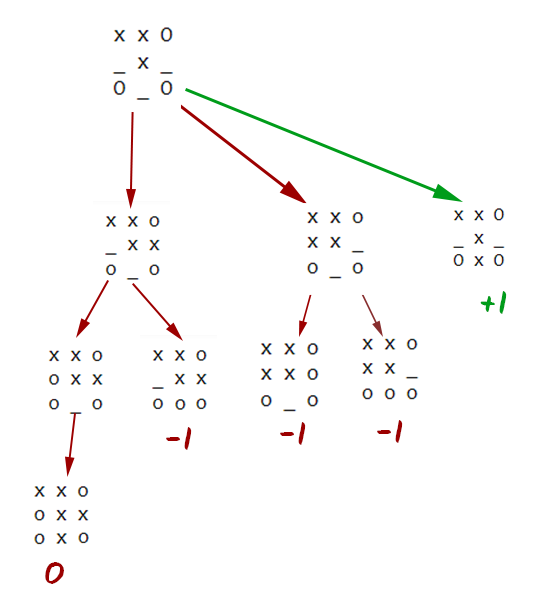 x x O
_ x _
O _ O
x x o
_ x x
o _ o
x x o
x x _
o _ o
x x O
_ x _
O x O
+1
x x o
o x x
o _ o
x x o
_ x x
o o o
-1
x x o
x x o
o _ o
-1
x x o
x x _
o o o
-1
x x o
o x x
o x o
0